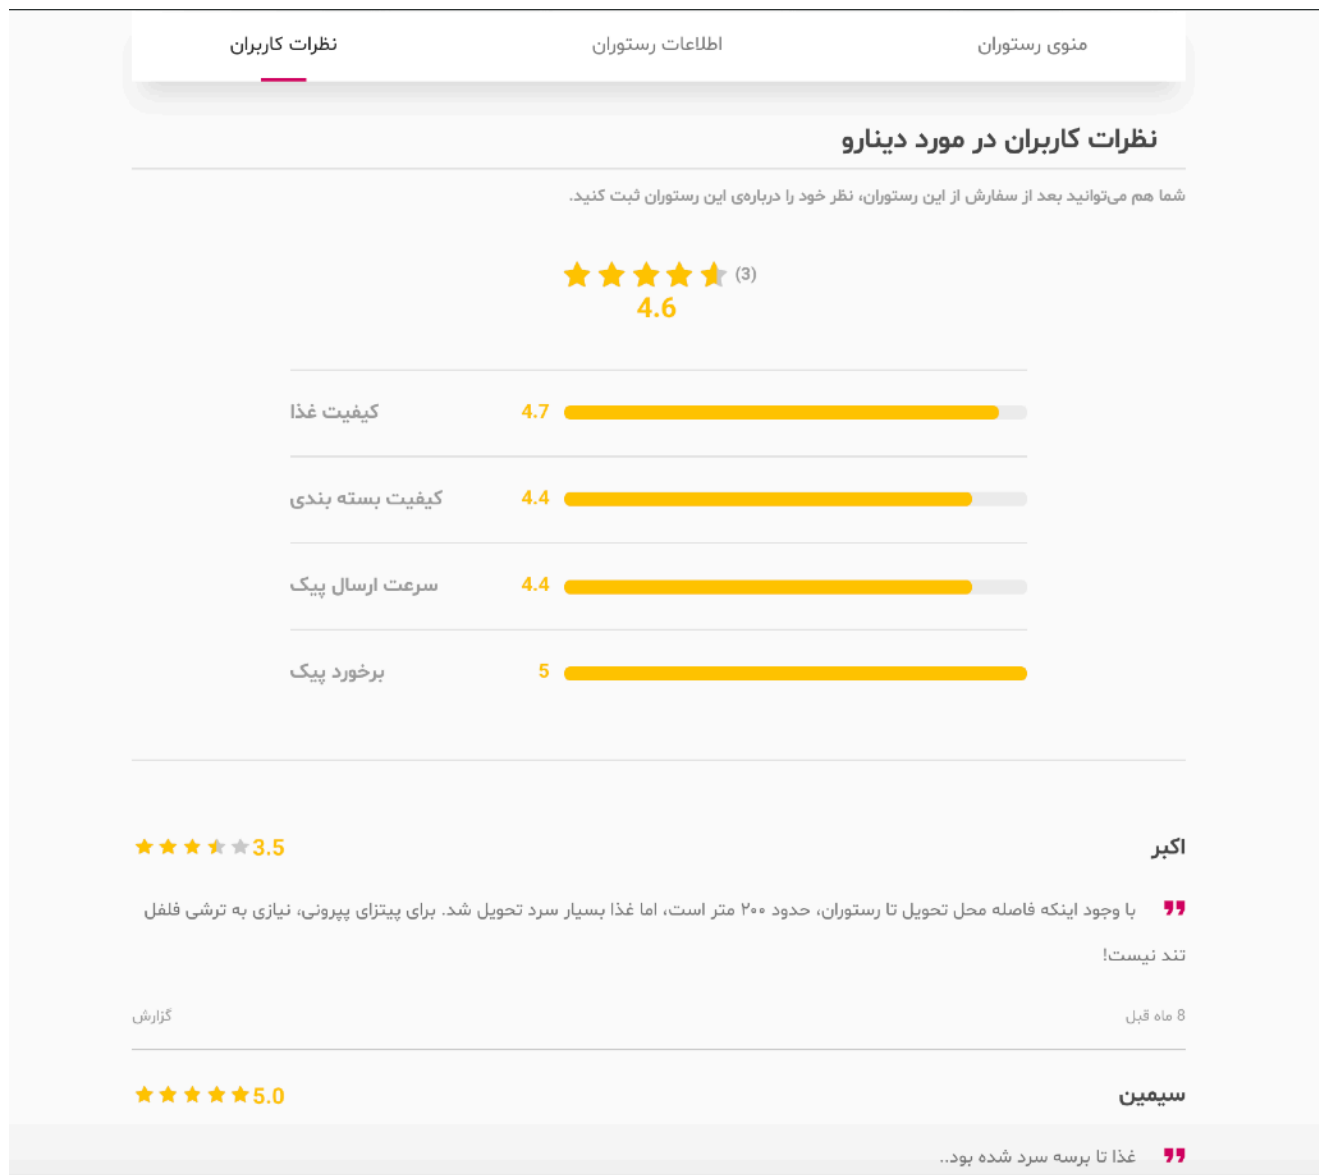 منوی رستوران
اطلاعات رستوران
نظرات کاربران
نظرات کاربران در مورد دینارو
شما هم می‌توانید بعد از سفارش از این رستوران، نظر خود را درباره‌ی این رستوران ثبت کنید.
(3)
4.6
کیفیت غذا 4.7
کیفیت بسته بندی 4.4
سرعت ارسال پیک 4.4
برخورد پیک 5
اکبر
3.5
با وجود اینکه فاصله محل تحویل تا رستوران، حدود ۲۰۰ متر است، اما غذا بسیار سرد تحویل شد. برای پیتزای پپرونی، نیازی به ترشی فلفل
تند نیست!
8 ماه قبل
گزارش
سیمین
5.0
غذا تا برسه سرد شده بود..